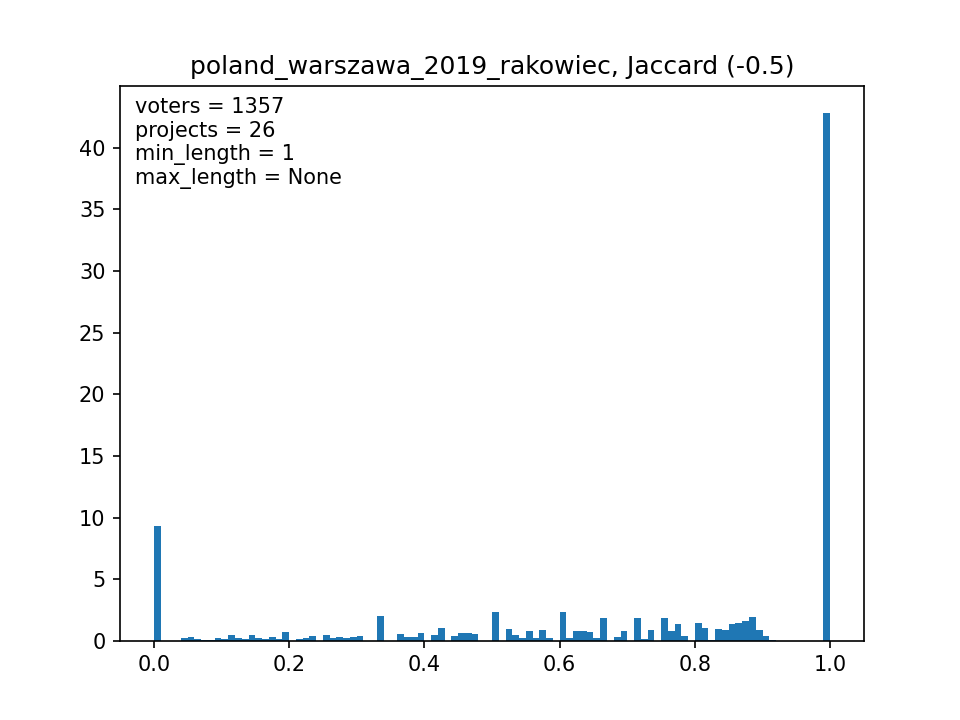 poland_warszawa_2019_rakowiec, Jaccard (-0.5)
voters = 1357
projects = 26
min_length = 1
max_length = None
40
35
30
25
20
15
10
5
0
0.0 0.2 0.4 0.6 0.8 1.0